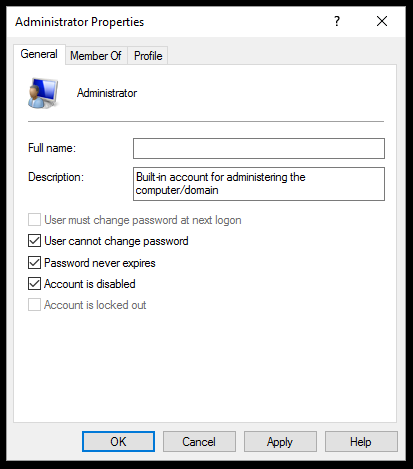 Administrator Properties
?
General
Member Of
Profile
Administrator
Full name:
Description:
Built-in account for administering the
computer/domain
User must change password at next logon
User cannot change password
Password never expires
Account is disabled
Account is locked out
OK
Cancel
Apply
Help